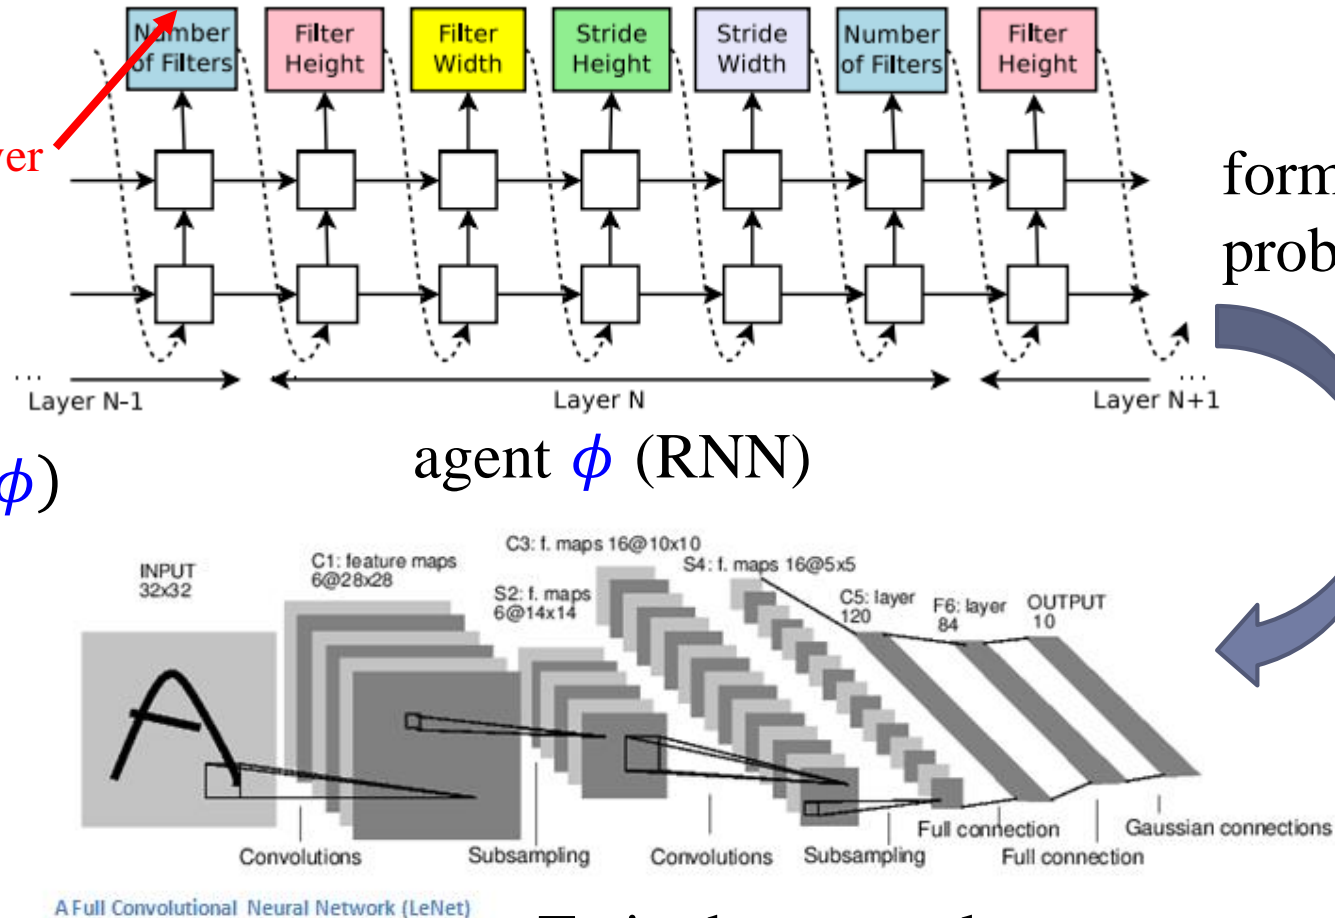 Number of Filters
Filter Height
Filter Width
Stride Height
Stride Width
Number of Filters
Filter Height
form
prob
...
Layer N-1
Layer N
Layer N+1
...
ϕ)
agent ϕ (RNN)
INPUT
32x32
C1: feature maps
6@28x28
C3: f. maps 16@10x10
S2: f. maps
6@14x14
S4: f. maps 16@5x5
C5: layer
120
F6: layer
84
OUTPUT
10
Convolutions
Subsampling
Convolutions
Subsampling
Full connection
Full connection
Gaussian connections
A Full Convolutional Neural Network (LeNet)